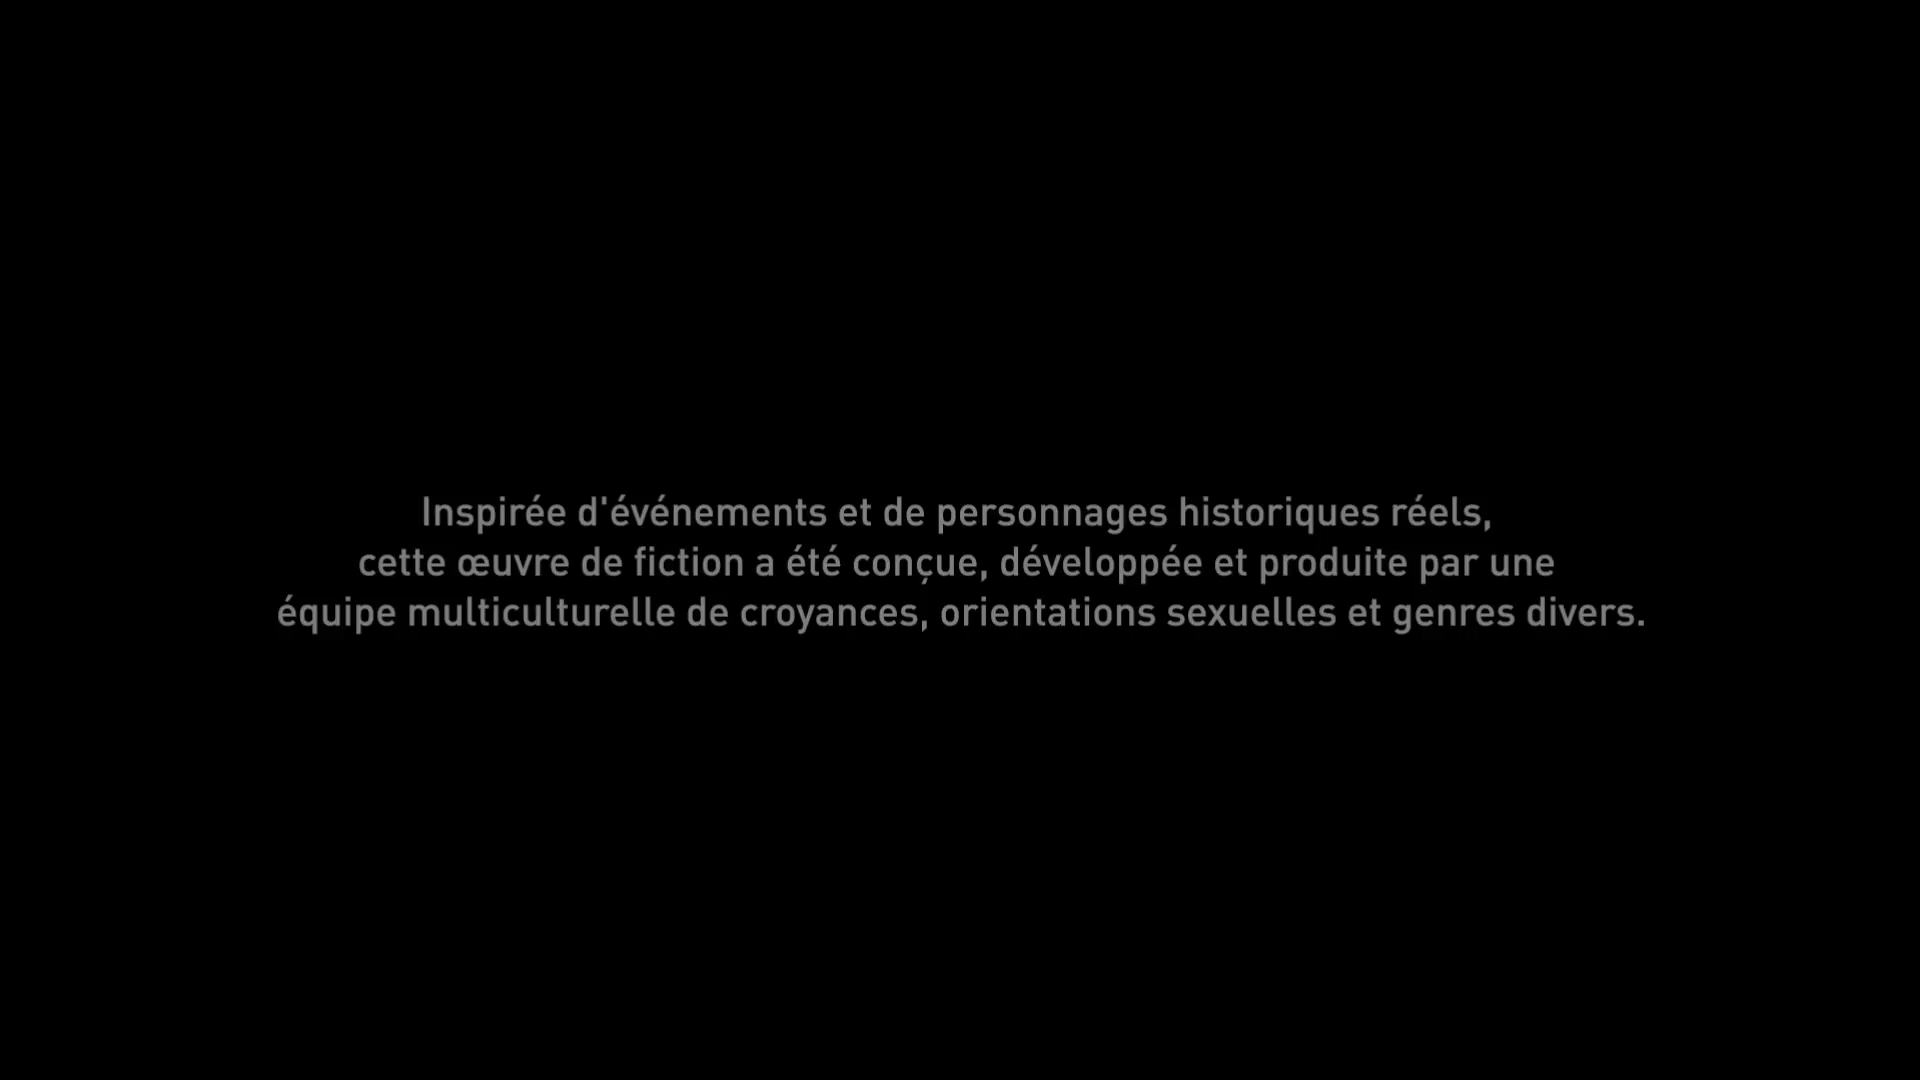 Inspirée d'événements et de personnages historiques réels,
cette œuvre de fiction a été conçue, développée et produite par une
équipe multiculturelle de croyances, orientations sexuelles et genres divers.